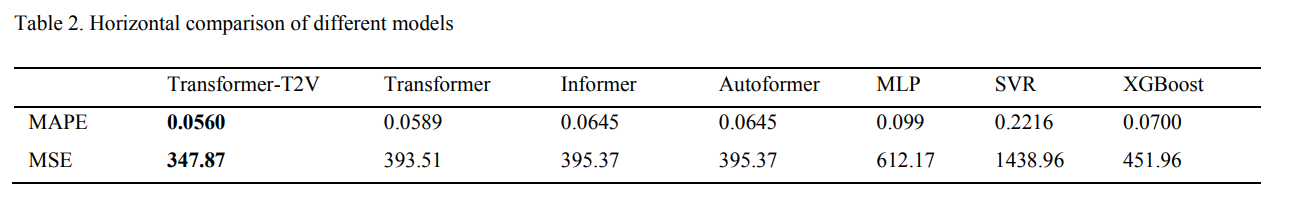 Table 2. Horizontal comparison of different models
Transformer-T2V Transformer Informer Autoformer MLP SVR XGBoost
MAPE 0.0560 0.0589 0.0645 0.0645 0.099 0.2216 0.0700
MSE 347.87 393.51 395.37 395.37 612.17 1438.96 451.96